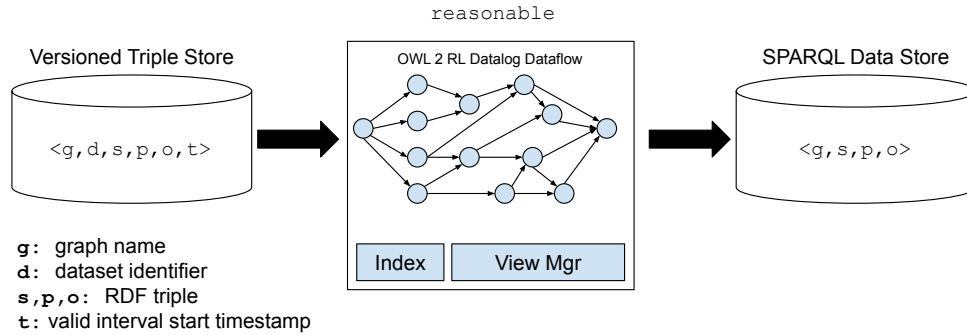 reasonable
Versioned Triple Store
OWL 2 RL Datalog Dataflow
SPARQL Data Store
<g,d,s,p,o,t>
<g,s,p,o>
Index
View Mgr
g: graph name
d: dataset identifier
s,p,o: RDF triple
t: valid interval start timestamp